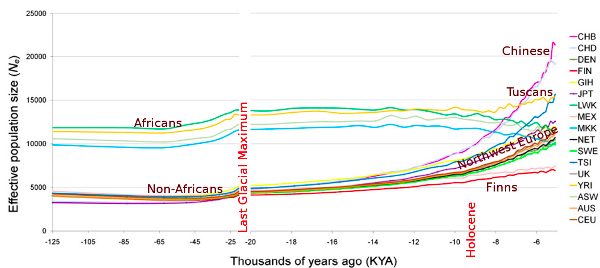 25000
20000
15000
10000
5000
0
Effective population size (Ne)
Africans
Non-Africans
Last Glacial Maximum
Chinese
Tuscans
Northwest Europe
Finns
Holocene
-125 -105 -85 -65 -45 -25 -20 -18 -16 -14 -12 -10 -8 -6
Thousands of years ago (KYA)
CHB
CHD
DEN
FIN
GIH
JPT
LWK
MEX
MKK
NET
SWE
TSI
UK
YRI
ASW
AUS
CEU